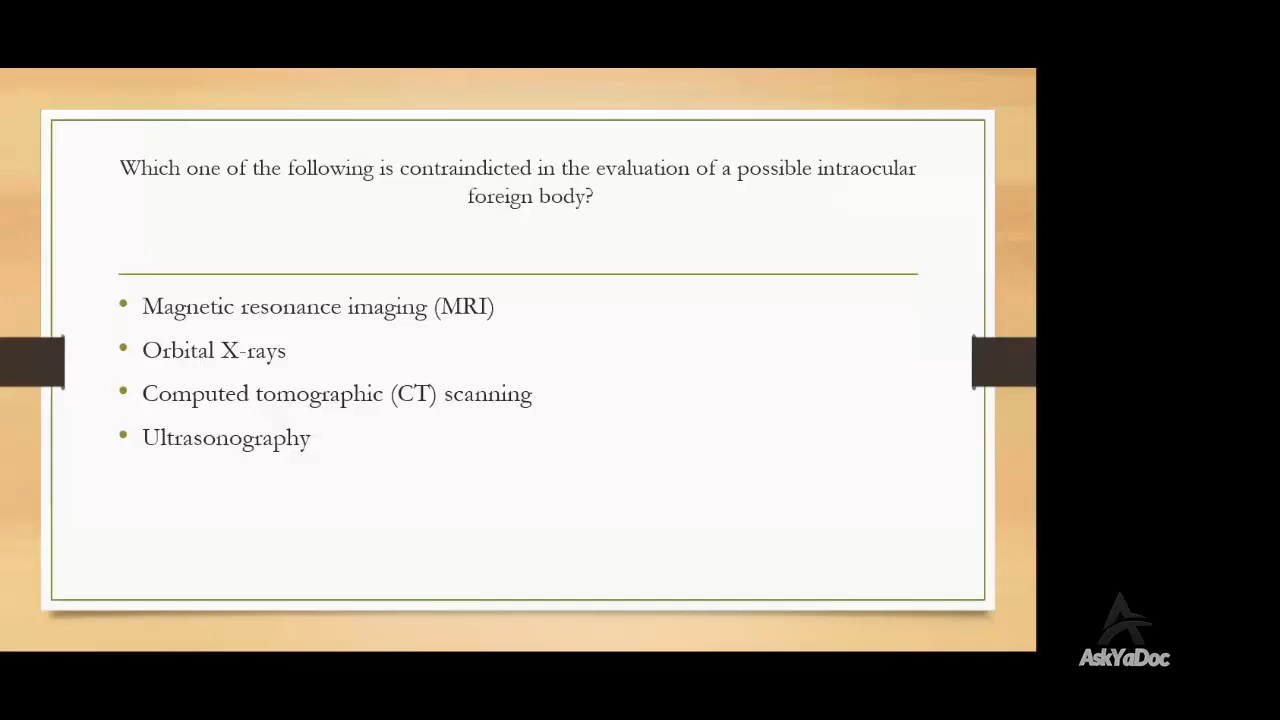 Which one of the following is contraindicted in the evaluation of a possible intraocular
foreign body?
• Magnetic resonance imaging (MRI)
• Orbital X-rays
• Computed tomographic (CT) scanning
• Ultrasonography
AskYaDoc